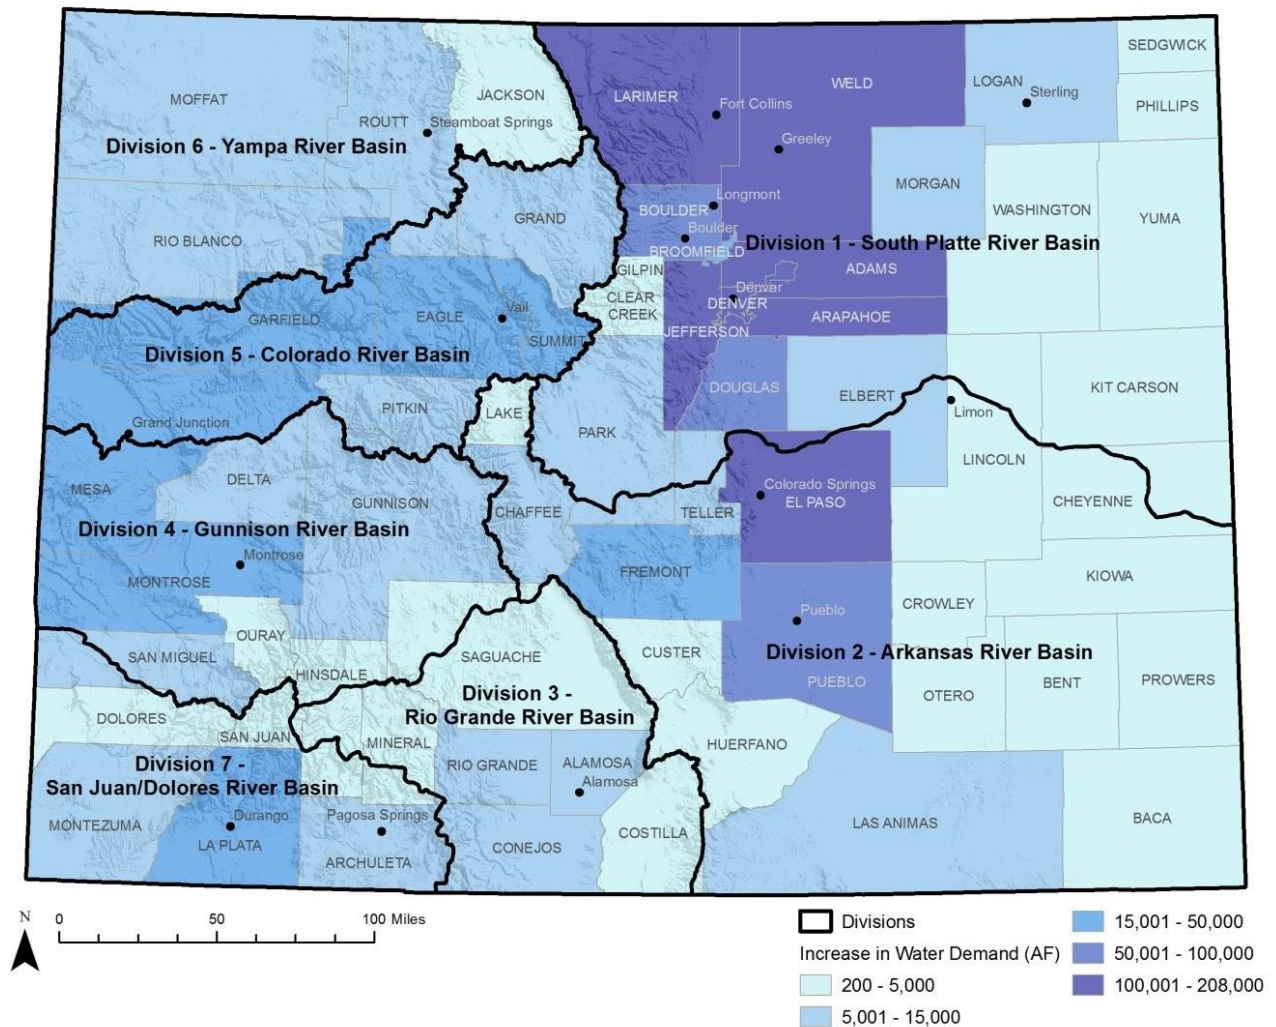 SEDGWICK
LOGAN
Sterling
PHILLIPS
WELD
LARIMER
Fort Collins
Greeley
JACKSON
MOFFAT
ROUTT
Steamboat Springs
Division 6 - Yampa River Basin
MORGAN
Longmont
BOULDER
Boulder
WASHINGTON
YUMA
GRAND
RIO BLANCO
BROOMFIELD
Division 1 - South Platte River Basin
GILPIN
ADAMS
CLEAR
CREEK
Denver
DENVER
ARAPAHOE
JEFFERSON
GARFIELD
EAGLE
Vail
SUMMIT
Division 5 - Colorado River Basin
DOUGLAS
ELBERT
KIT CARSON
PITKIN
LAKE
Limon
Grand Junction
PARK
LINCOLN
DELTA
MESA
GUNNISON
CHAFFEE
TELLER
Colorado Springs
EL PASO
CHEYENNE
Division 4 - Gunnison River Basin
Montrose
MONTROSE
FREMONT
KIOWA
CROWLEY
Pueblo
OURAY
SAN MIGUEL
HINSDALE
SAGUACHE
CUSTER
Division 2 - Arkansas River Basin
PUEBLO
OTERO
BENT
PROWERS
Division 3 -
Rio Grande River Basin
DOLORES
SAN JUAN
MINERAL
HUERFANO
Division 7 -
San Juan/Dolores River Basin
RIO GRANDE
ALAMOSA
Alamosa
MONTEZUMA
Durango
LA PLATA
Pagosa Springs
ARCHULETA
CONEJOS
COSTILLA
LAS ANIMAS
BACA
N
0 50 100 Miles
Divisions
Increase in Water Demand (AF)
200 - 5,000
5,001 - 15,000
15,001 - 50,000
50,001 - 100,000
100,001 - 208,000